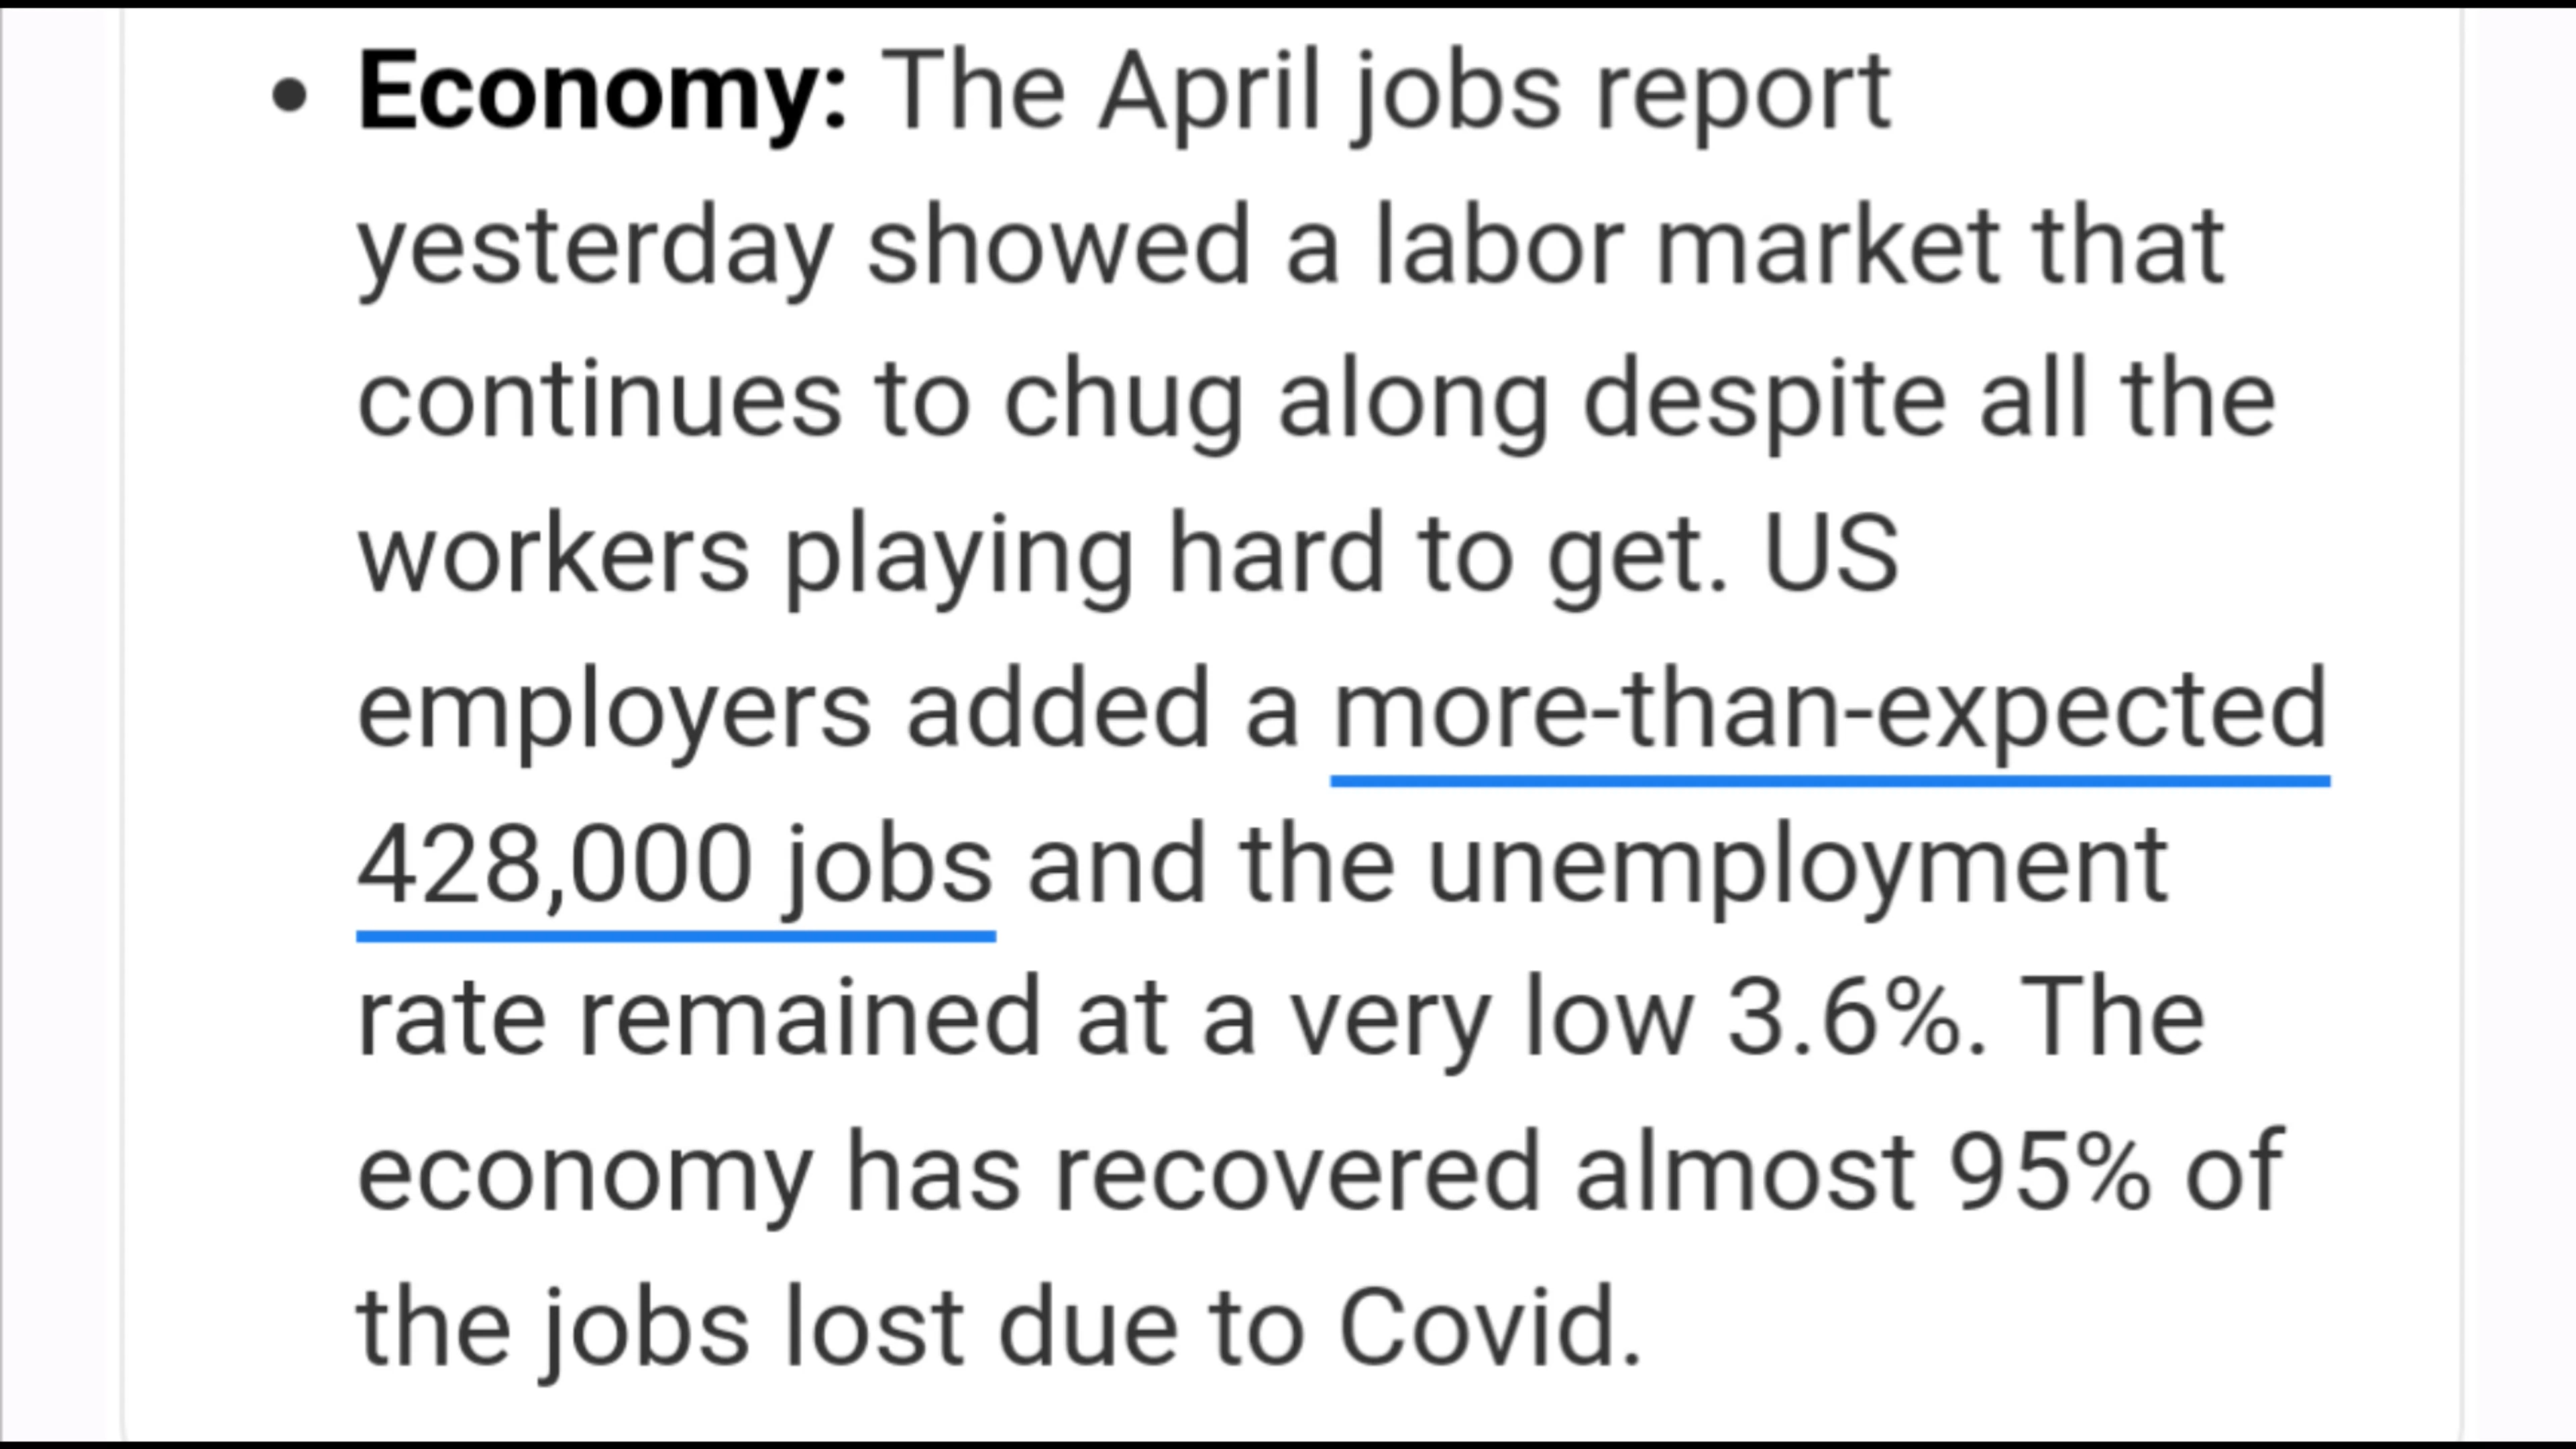 • Economy: The April jobs report
yesterday showed a labor market that
continues to chug along despite all the
workers playing hard to get. US
employers added a more-than-expected
428,000 jobs and the unemployment
rate remained at a very low 3.6%. The
economy has recovered almost 95% of
the jobs lost due to Covid.